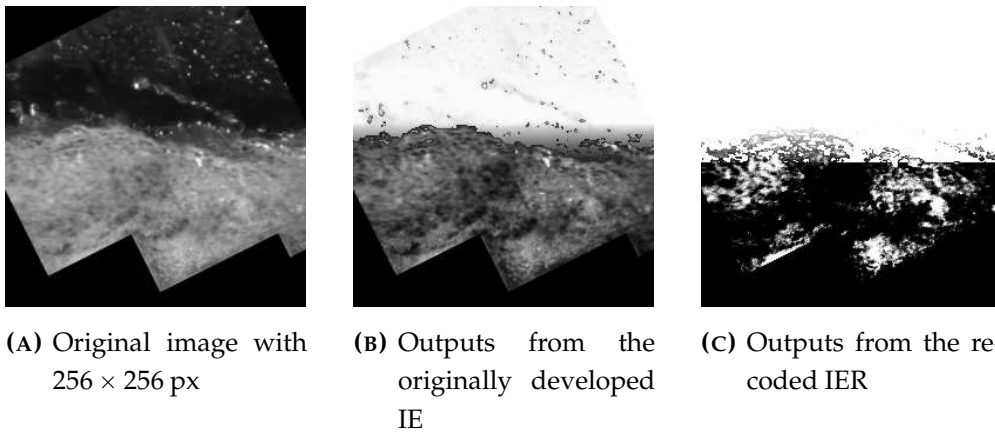 (A) Original image with
256 × 256 px
(B) Outputs from the
originally developed
IE
(C) Outputs from the re-
coded IER